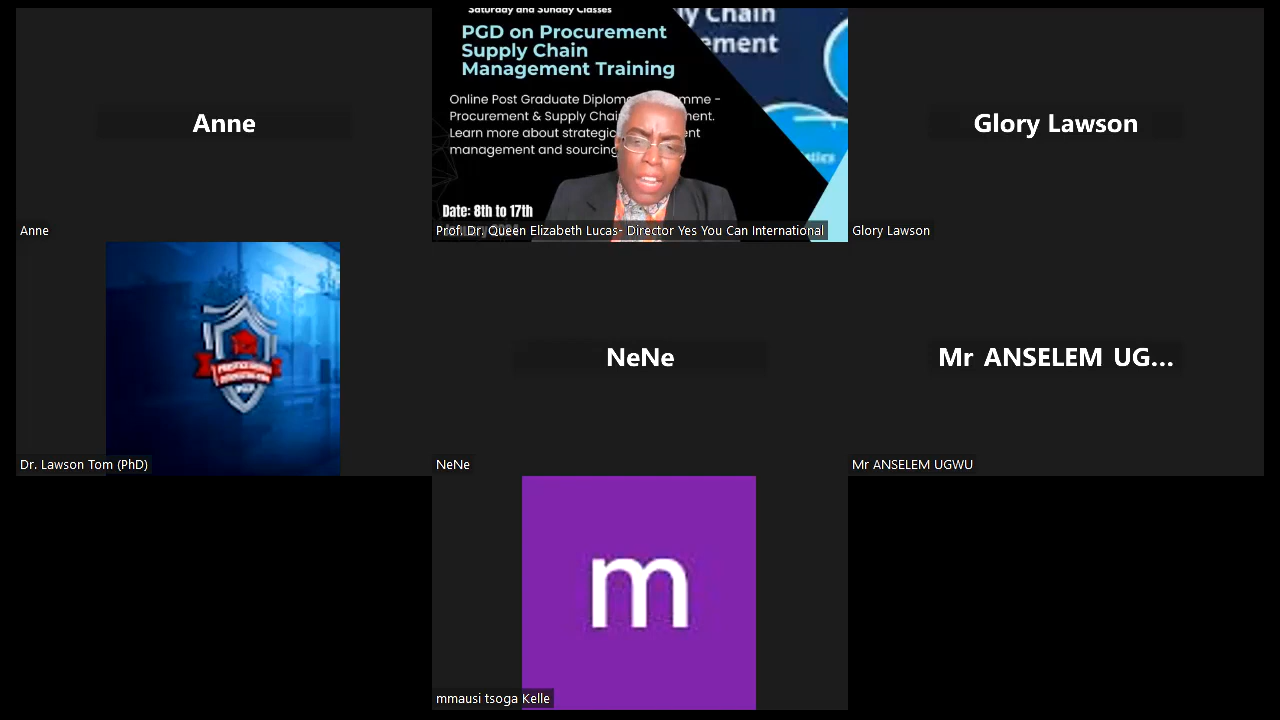 Anne
Anne
Saturday and Sunday Classes
PGD on Procurement
Supply Chain
Management Training
Online Post Graduate
Procurement & Supply
Learn more about strategic
management and sourcing
Date: 8th to 17th
Chain
Prof. Dr. Queen Elizabeth Lucas- Director Yes You Can International
Glory Lawson
Glory Lawson
Dr. Lawson Tom (PhD)
NeNe
NeNe
Mr ANSELEM UG...
Mr ANSELEM UGWU
m
mmausi tsoga Kelle